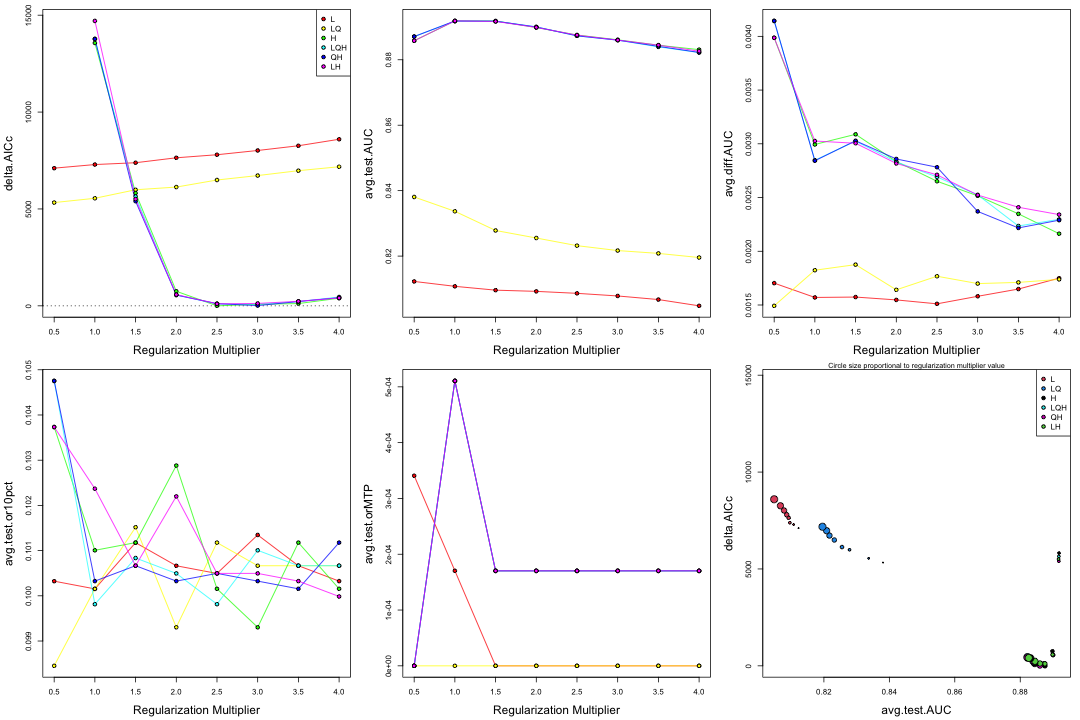 delta.AICc
15000
10000
5000
0
L
LQ
H
LQH
QH
LH
0.5 1.0 1.5 2.0 2.5 3.0 3.5 4.0
Regularization Multiplier
avg.test.AUC
0.88
0.86
0.84
0.82
0.5 1.0 1.5 2.0 2.5 3.0 3.5 4.0
Regularization Multiplier
avg.diff.AUC
0.0040
0.0035
0.0030
0.0025
0.0020
0.0015
0.5 1.0 1.5 2.0 2.5 3.0 3.5 4.0
Regularization Multiplier
avg.test.or10pct
0.105
0.104
0.103
0.102
0.101
0.100
0.099
0.5 1.0 1.5 2.0 2.5 3.0 3.5 4.0
Regularization Multiplier
avg.test.orMTP
5e-04
4e-04
3e-04
2e-04
1e-04
0e+00
0.5 1.0 1.5 2.0 2.5 3.0 3.5 4.0
Regularization Multiplier
Circle size proportional to regularization multiplier value
delta.AICc
15000
10000
5000
0
L
LQ
H
LQH
QH
LH
0.82 0.84 0.86 0.88
avg.test.AUC